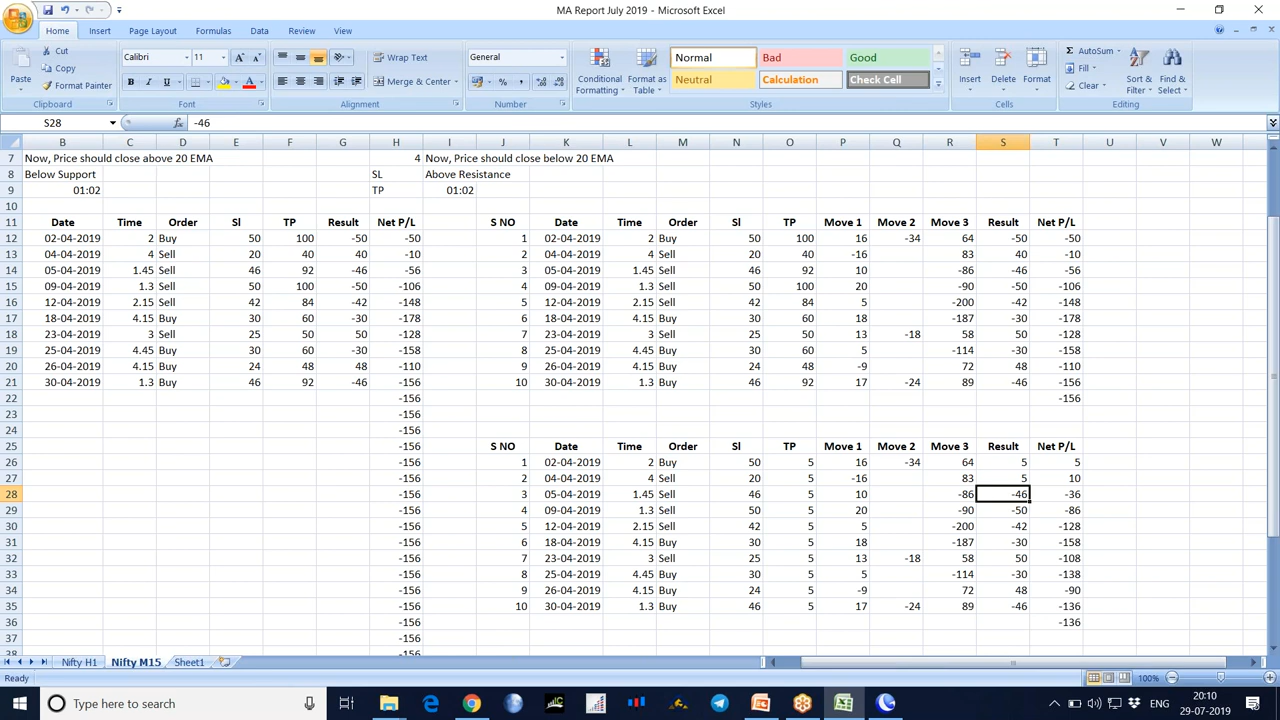 MA Report July 2019 - Microsoft Excel
Home Insert Page Layout Formulas Data Review View
Cut Calibri 11 Wrap Text General Normal Bad Good AutoSum
Copy Fill
Paste Format Painter B I U Merge & Center Conditional Formatting Format as Table Neutral Calculation Check Cell Insert Delete Format Clear Sort & Filter Find & Select
Clipboard Font Alignment Number Styles Cells Editing
S28 fx -46
B C D E F G H I J K L M N O P Q R S T U V W
7 Now, Price should close above 20 EMA 4 Now, Price should close below 20 EMA
8 Below Support SL Above Resistance
9 01:02 TP 01:02
10
11 Date Time Order Sl TP Result Net P/L S NO Date Time Order Sl TP Move 1 Move 2 Move 3 Result Net P/L
12 02-04-2019 2 Buy 50 100 -50 -50 1 02-04-2019 2 Buy 50 100 16 -34 64 -50 -50
13 04-04-2019 4 Sell 20 40 40 -10 2 04-04-2019 4 Sell 20 40 -16 83 40 -10
14 05-04-2019 1.45 Sell 46 92 -46 -56 3 05-04-2019 1.45 Sell 46 92 10 -86 -46 -56
15 09-04-2019 1.3 Sell 50 100 -50 -106 4 09-04-2019 1.3 Sell 50 100 20 -90 -50 -106
16 12-04-2019 2.15 Sell 42 84 -42 -148 5 12-04-2019 2.15 Sell 42 84 5 -200 -42 -148
17 18-04-2019 4.15 Buy 30 60 -30 -178 6 18-04-2019 4.15 Buy 30 60 18 -187 -30 -178
18 23-04-2019 3 Sell 25 50 50 -128 7 23-04-2019 3 Sell 25 50 13 -18 58 50 -128
19 25-04-2019 4.45 Buy 30 60 -30 -158 8 25-04-2019 4.45 Buy 30 60 5 -114 -30 -158
20 26-04-2019 4.15 Buy 24 48 48 -110 9 26-04-2019 4.15 Buy 24 48 -9 72 48 -110
21 30-04-2019 1.3 Buy 46 92 -46 -156 10 30-04-2019 1.3 Buy 46 92 17 -24 89 -46 -156
22 -156 -156
23 -156
24 -156
25 -156 S NO Date Time Order Sl TP Move 1 Move 2 Move 3 Result Net P/L
26 -156 1 02-04-2019 2 Buy 50 5 16 -34 64 5 5
27 -156 2 04-04-2019 4 Sell 20 5 -16 83 5 10
28 -156 3 05-04-2019 1.45 Sell 46 5 10 -86 -46 -36
29 -156 4 09-04-2019 1.3 Sell 50 5 20 -90 -50 -86
30 -156 5 12-04-2019 2.15 Sell 42 5 5 -200 -42 -128
31 -156 6 18-04-2019 4.15 Buy 30 5 18 -187 -30 -158
32 -156 7 23-04-2019 3 Sell 25 5 13 -18 58 50 -108
33 -156 8 25-04-2019 4.45 Buy 30 5 5 -114 -30 -138
34 -156 9 26-04-2019 4.15 Buy 24 5 -9 72 48 -90
35 -156 10 30-04-2019 1.3 Buy 46 5 17 -24 89 -46 -136
36 -156 -136
37 -156
38 -156
Nifty H1 Nifty M15 Sheet1
Ready 100%
Type here to search ENG 20:10
29-07-2019